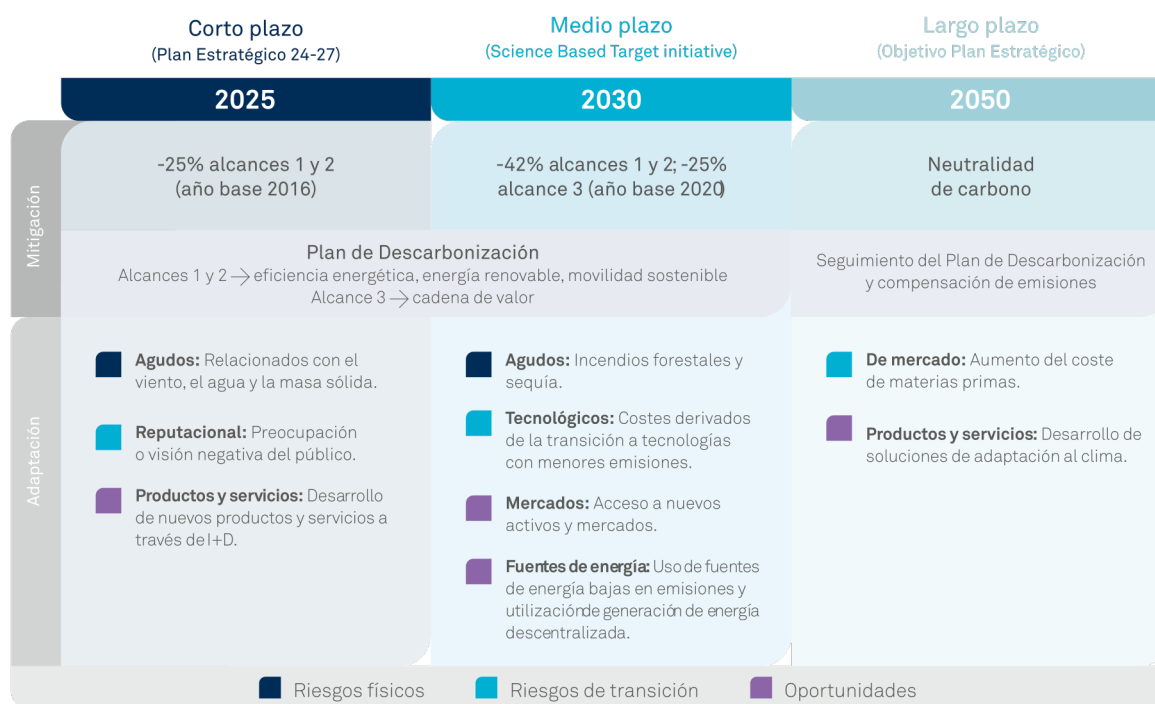 Corto plazo
(Plan Estratégico 24-27)
Medio plazo
(Science Based Target initiative)
Largo plazo
(Objetivo Plan Estratégico)
2025
2030
2050
Mitigación
-25% alcances 1 y 2
(año base 2016)
-42% alcances 1 y 2; -25%
alcance 3 (año base 2020)
Neutralidad
de carbono
Plan de Descarbonización
Alcances 1 y 2 → eficiencia energética, energía renovable, movilidad sostenible
Alcance 3 → cadena de valor
Seguimiento del Plan de Descarbonización
y compensación de emisiones
Adaptación
Agudos: Relacionados con el
viento, el agua y la masa sólida.
Reputacional: Preocupación
o visión negativa del público.
Productos y servicios: Desarrollo
de nuevos productos y servicios a
través de I+D.
Agudos: Incendios forestales y
sequía.
Tecnológicos: Costes derivados
de la transición a tecnologías
con menores emisiones.
Mercados: Acceso a nuevos
activos y mercados.
Fuentes de energía: Uso de fuentes
de energía bajas en emisiones y
utilización de generación de energía
descentralizada.
De mercado: Aumento del coste
de materias primas.
Productos y servicios: Desarrollo de
soluciones de adaptación al clima.
Riesgos físicos
Riesgos de transición
Oportunidades